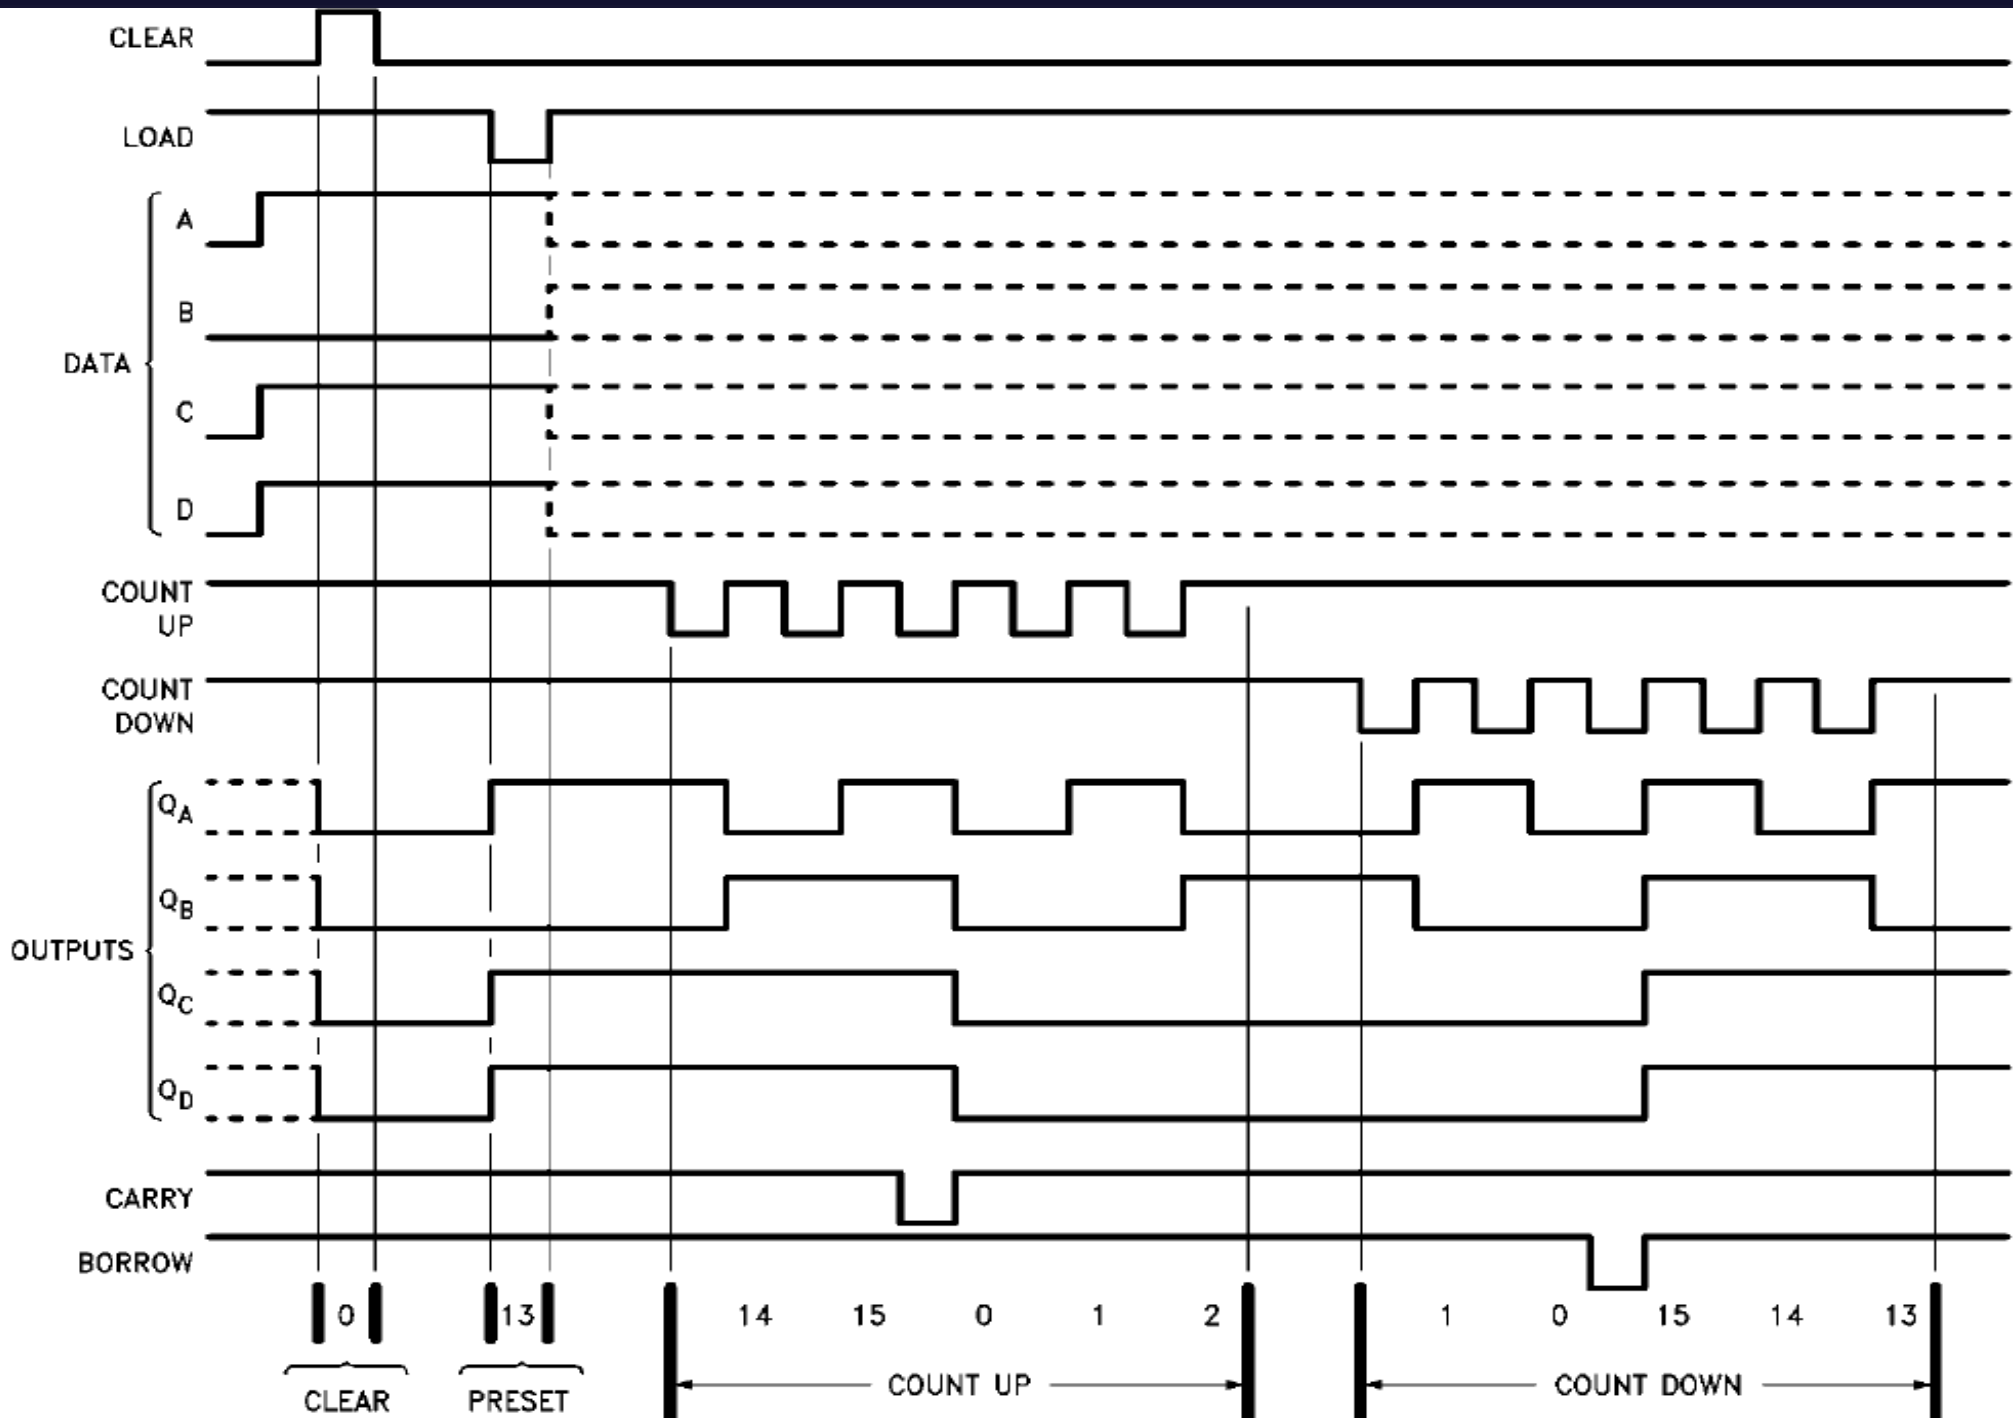 CLEAR
LOAD
A
B
DATA
C
D
COUNT
UP
COUNT
DOWN
QA
QB
OUTPUTS
QC
QD
CARRY
BORROW
0 13 14 15 0 1 2 1 0 15 14 13
CLEAR PRESET COUNT UP COUNT DOWN